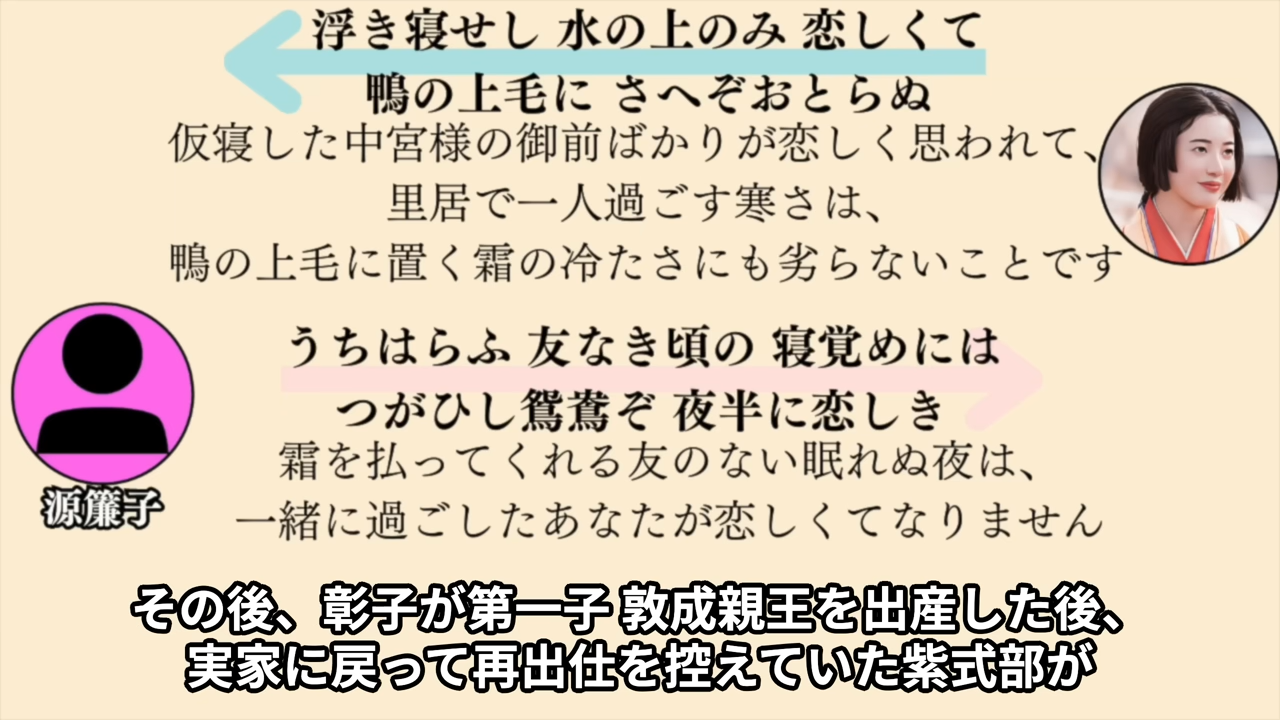 浮き寝せし 水の上のみ 恋しくて
鴨の上毛に さへぞおとらぬ
仮寝した中宮様の御前ばかりが恋しく思われて、
里居で一人過ごす寒さは、
鴨の上毛に置く霜の冷たさにも劣らないことです
うちはらふ 友なき頃の 寝覚めには
つがひし鴛鴦ぞ 夜半に恋しき
霜を払ってくれる友のない眠れぬ夜は、
一緒に過ごしたあなたが恋しくてなりません
源簾子
その後、彰子が第一子 敦成親王を出産した後、
実家に戻って再出仕を控えていた紫式部が